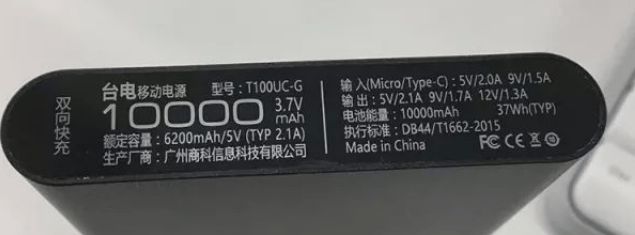 双向快充
台电移动电源 型号：T100UC-G
10000 3.7V mAh
额定容量：6200mAh/5V (TYP 2.1A)
生产厂商：广州商科信息科技有限公司
输入(Micro/Type-C)：5V/2.0A 9V/1.5A
输出：5V/2.1A 9V/1.7A 12V/1.3A
电池能量：10000mAh 37Wh(TYP)
执行标准：DB44/T1662-2015
Made in China FC CE